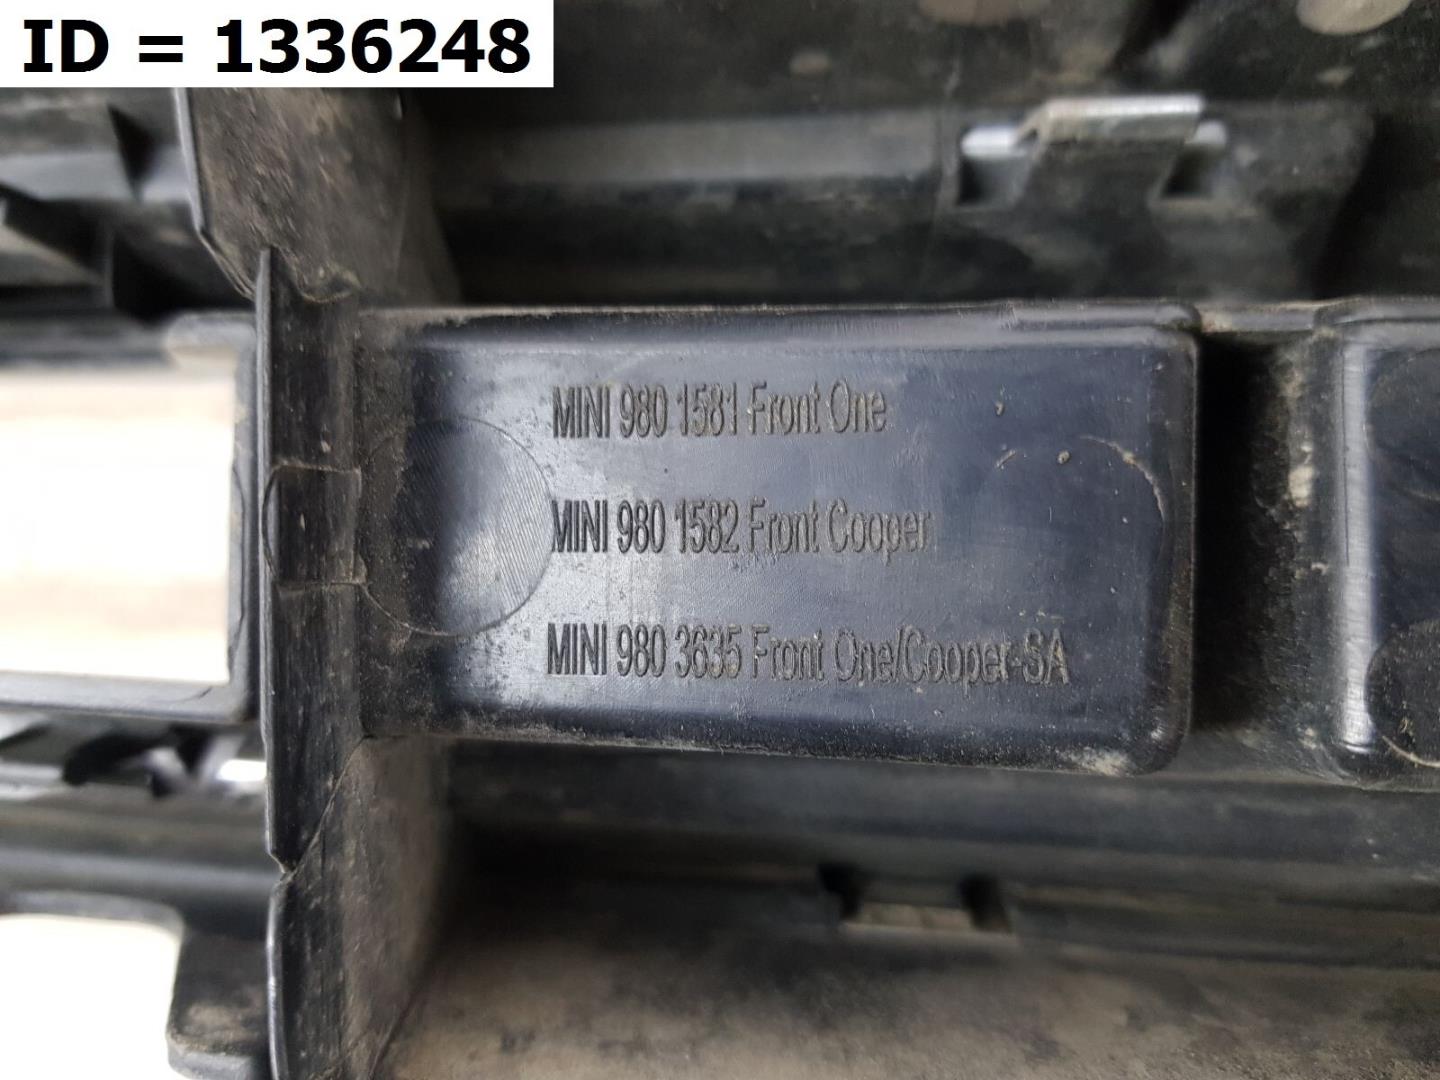 ID = 1336248
MINI 980 1581 Front One
MINI 980 1582 Front Cooper
MINI 980 3635 Front One/Cooper-SA